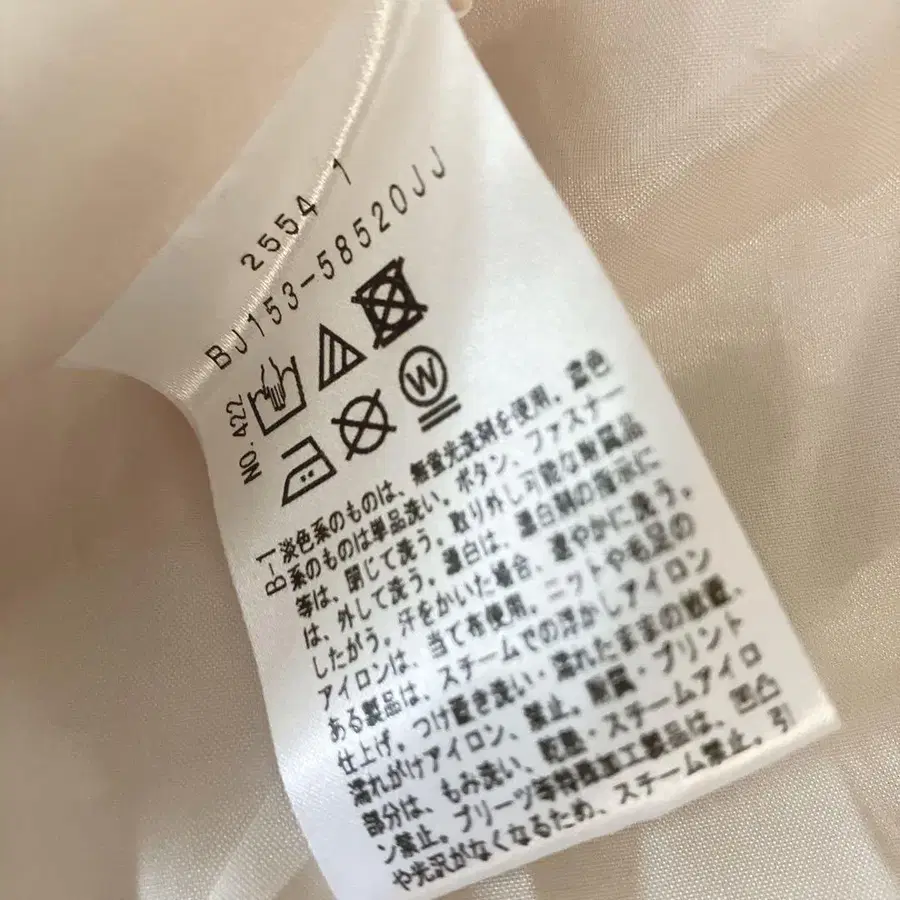 2554 1
BJ153-58520JJ
NO.422
W
B-1 淡色系のものは、無蛍光洗剤を使用。濃色
系のものは単品洗い。ボタン、ファスナー
等は、閉じて洗う。取り外し可能な附属品
は、外して洗う。漂白は、漂白剤の指示に
したがう。汗をかいた場合、速やかに洗う。
アイロンは、当て布使用。ニットや毛足の
ある製品は、スチームでの浮かしアイロン
仕上げ。つけ置き洗い・濡れたままの放置、
濡れがけアイロン、禁止。附属・プリント
部分は、もみ洗い、乾熱・スチームアイロ
ン禁止。プリーツ等特殊加工製品は、凹凸
や光沢がなくなるため、スチーム禁止。引